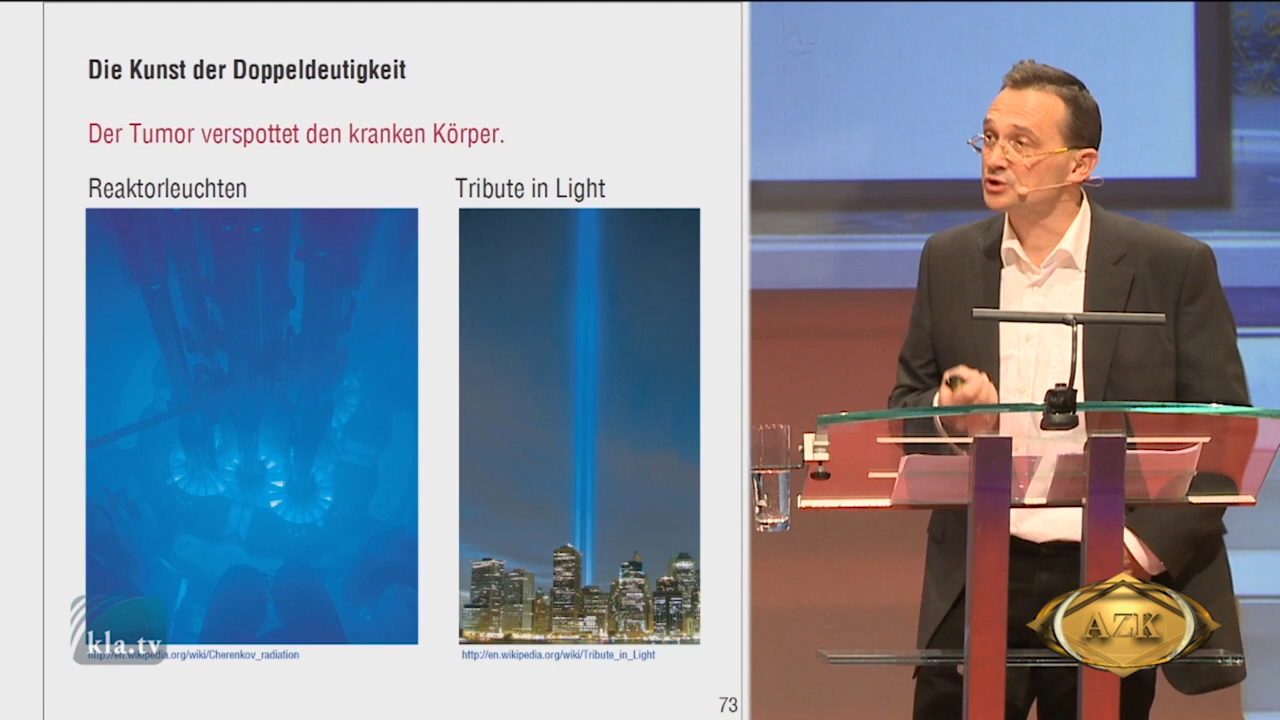 Die Kunst der Doppeldeutigkeit
Der Tumor verspottet den kranken Körper.
Reaktorleuchten
Tribute in Light
kla.tv
http://en.wikipedia.org/wiki/Cherenkov_radiation
http://en.wikipedia.org/wiki/Tribute_in_Light
73
AZK